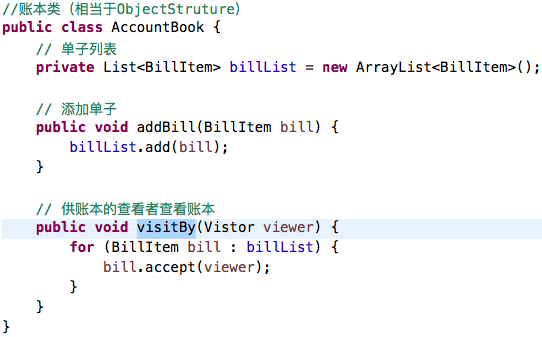 //账本类（相当于ObjectStruture）
public class AccountBook {
// 单子列表
private List<BillItem> billList = new ArrayList<BillItem>();
// 添加单子
public void addBill(BillItem bill) {
billList.add(bill);
}
// 供账本的查看者查看账本
public void visitBy(Vistor viewer) {
for (BillItem bill : billList) {
bill.accept(viewer);
}
}
}